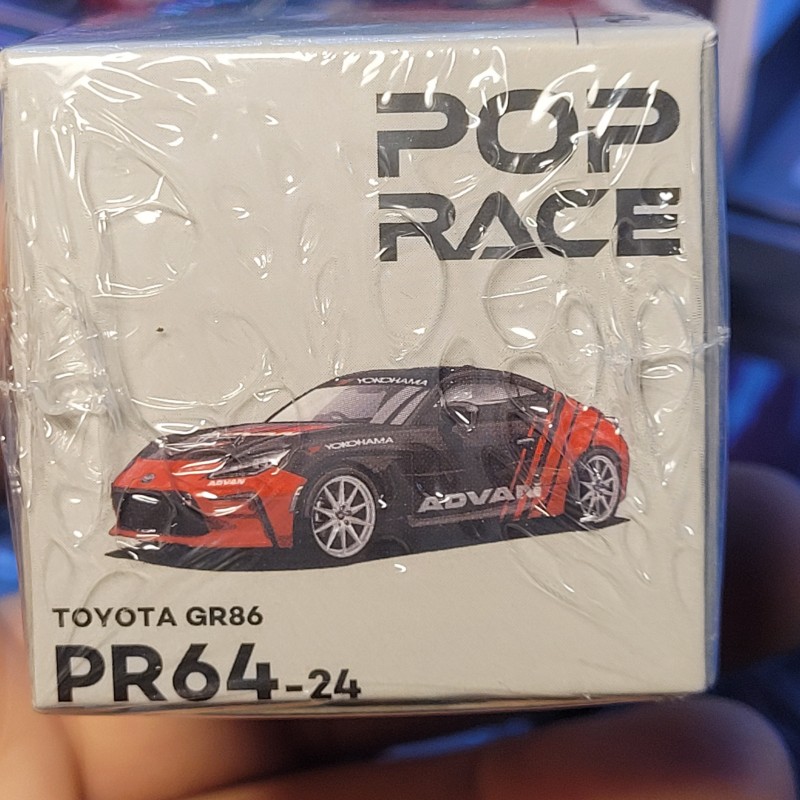 POP
RACE
YOKOHAMA
YOKOHAMA
ADVAN
ADVAN
TOYOTA GR86
PR64-24